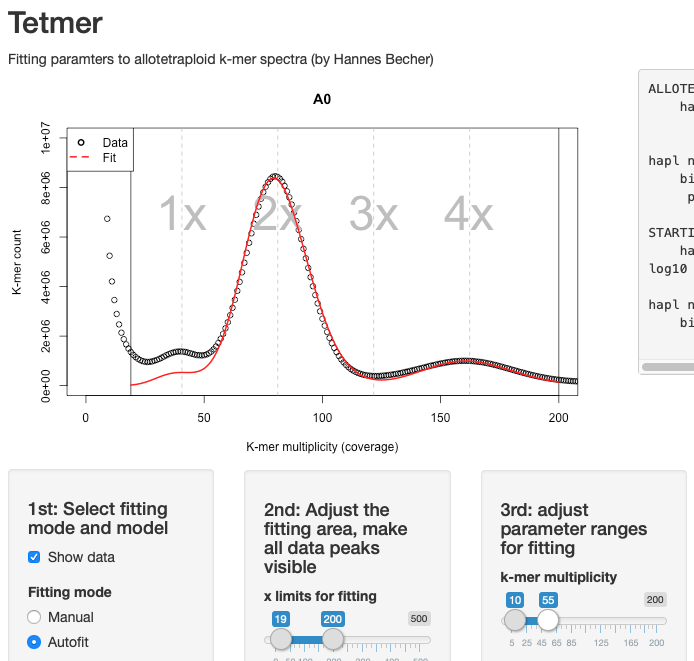 Tetmer
Fitting paramters to allotetraploid k-mer spectra (by Hannes Becher)
A0
Data
Fit
1x 2x 3x 4x
K-mer count
0e+00 2e+06 4e+06 6e+06 8e+06 1e+07
0 50 100 150 200
K-mer multiplicity (coverage)
ALLOTE
ha
hapl n
bi
p
STARTI
ha
log10
hapl n
bi
1st: Select fitting
mode and model
Show data
Fitting mode
Manual
Autofit
2nd: Adjust the
fitting area, make
all data peaks
visible
x limits for fitting
19 200 500
3rd: adjust
parameter ranges
for fitting
k-mer multiplicity
10 55 200
5 25 45 65 85 125 165 200